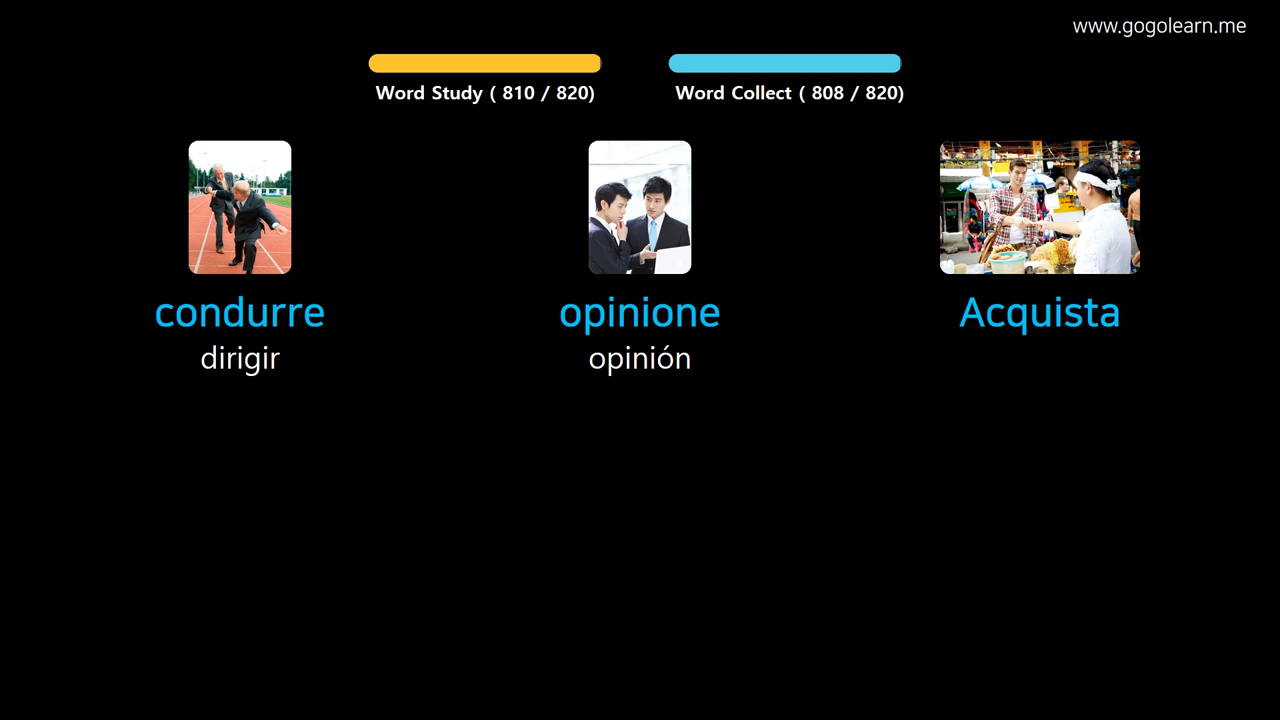 www.gogolearn.me
Word Study ( 810 / 820)
Word Collect ( 808 / 820)
condurre
dirigir
opinione
opinión
Acquista